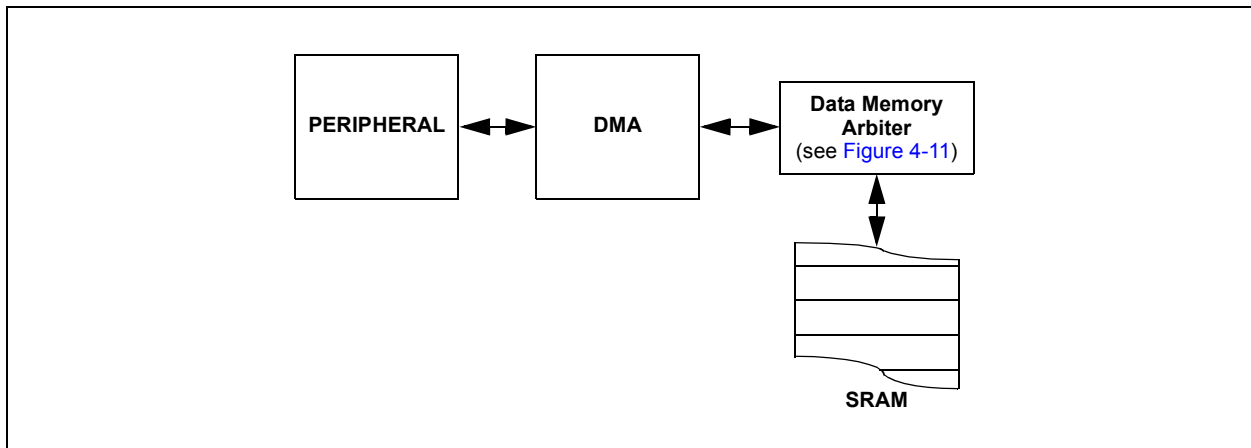 PERIPHERAL
DMA
Data Memory
Arbiter
(see Figure 4-11)
SRAM